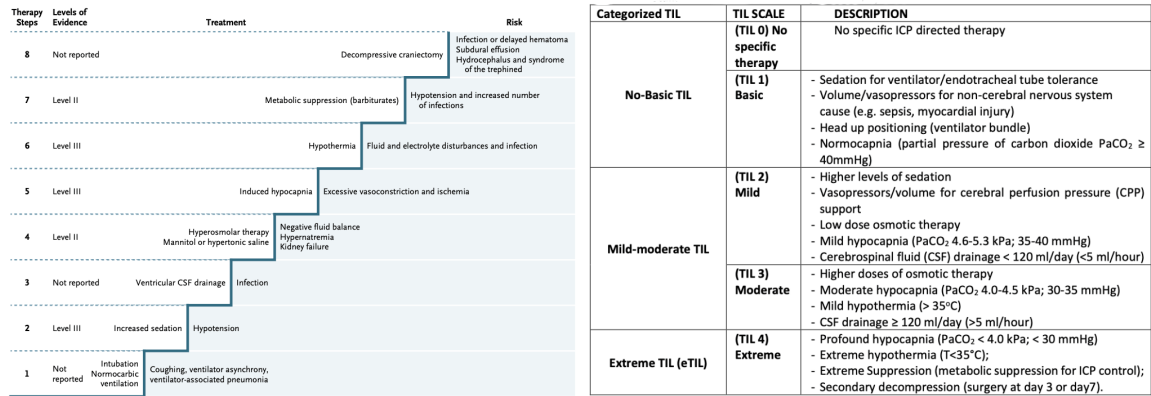 Therapy Steps
Levels of Evidence
Treatment
Risk
8
Not reported
Decompressive craniectomy
Infection or delayed hematoma
Subdural effusion
Hydrocephalus and syndrome
of the trephined
7
Level II
Metabolic suppression (barbiturates)
Hypotension and increased number
of infections
6
Level III
Hypothermia
Fluid and electrolyte disturbances and infection
5
Level III
Induced hypocapnia
Excessive vasoconstriction and ischemia
4
Level II
Hyperosmolar therapy
Mannitol or hypertonic saline
Negative fluid balance
Hypernatremia
Kidney failure
3
Not reported
Ventricular CSF drainage
Infection
2
Level III
Increased sedation
Hypotension
1
Not
reported
Intubation
Normocarbic
ventilation
Coughing, ventilator asynchrony,
ventilator-associated pneumonia
Categorized TIL
TIL SCALE
DESCRIPTION
No-Basic TIL
(TIL 0) No
specific
therapy
No specific ICP directed therapy
(TIL 1)
Basic
- Sedation for ventilator/endotracheal tube tolerance
- Volume/vasopressors for non-cerebral nervous system
cause (e.g. sepsis, myocardial injury)
- Head up positioning (ventilator bundle)
- Normocapnia (partial pressure of carbon dioxide PaCO₂ ≥
40mmHg)
Mild-moderate TIL
(TIL 2)
Mild
- Higher levels of sedation
- Vasopressors/volume for cerebral perfusion pressure (CPP)
support
- Low dose osmotic therapy
- Mild hypocapnia (PaCO₂ 4.6-5.3 kPa; 35-40 mmHg)
- Cerebrospinal fluid (CSF) drainage < 120 ml/day (<5 ml/hour)
(TIL 3)
Moderate
- Higher doses of osmotic therapy
- Moderate hypocapnia (PaCO₂ 4.0-4.5 kPa; 30-35 mmHg)
- Mild hypothermia (> 35°C)
- CSF drainage ≥ 120 ml/day (>5 ml/hour)
Extreme TIL (eTIL)
(TIL 4)
Extreme
- Profound hypocapnia (PaCO₂ < 4.0 kPa; < 30 mmHg)
- Extreme hypothermia (T<35°C);
- Extreme Suppression (metabolic suppression for ICP control);
- Secondary decompression (surgery at day 3 or day7).